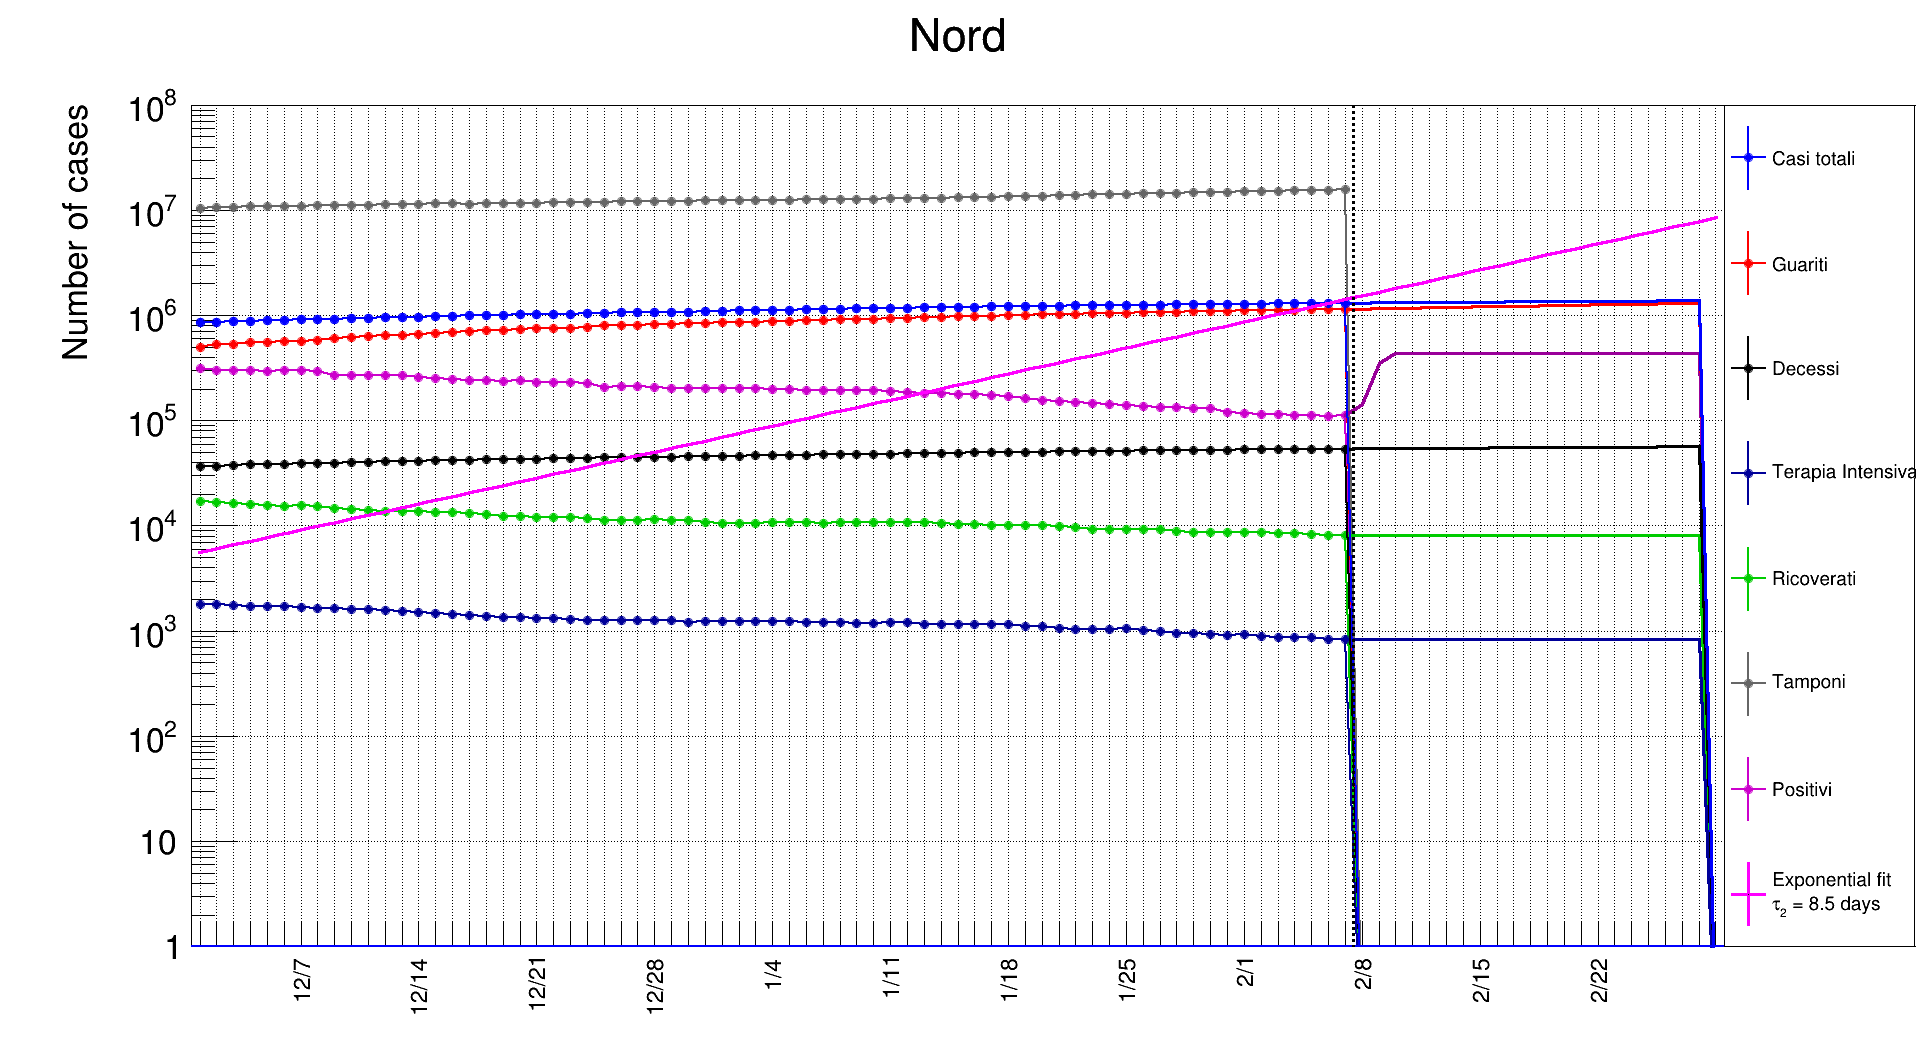 Nord
Number of cases
10^8
10^7
10^6
10^5
10^4
10^3
10^2
10
1
12/7
12/14
12/21
12/28
1/4
1/11
1/18
1/25
2/1
2/8
2/15
2/22
Casi totali
Guariti
Decessi
Terapia Intensiva
Ricoverati
Tamponi
Positivi
Exponential fit
τ_2 = 8.5 days